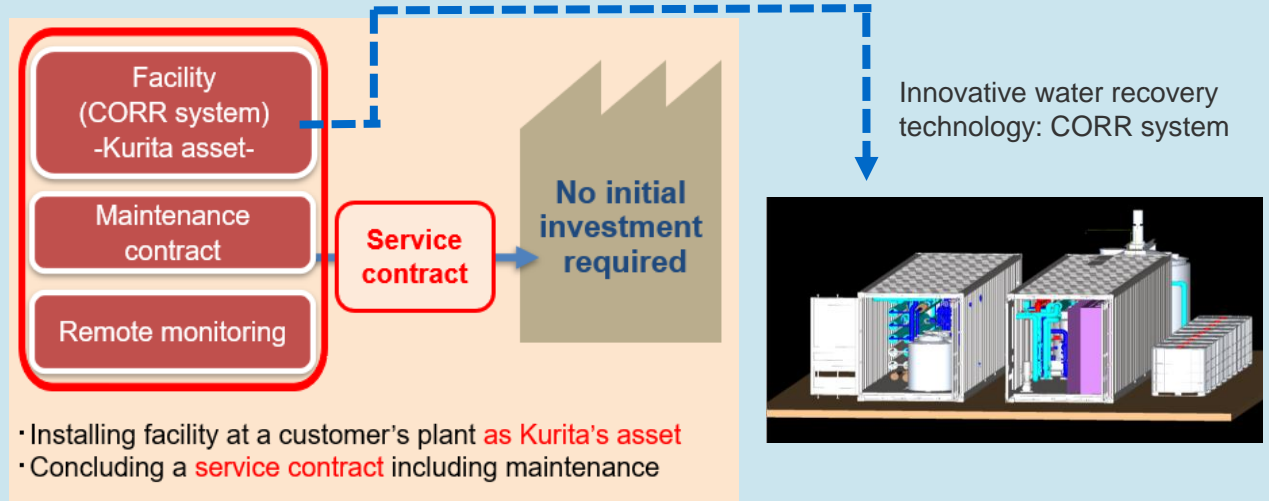 Facility
(CORR system)
-Kurita asset-
Maintenance
contract
Remote monitoring
Service
contract
No initial
investment
required
Innovative water recovery
technology: CORR system
・Installing facility at a customer’s plant as Kurita’s asset
・Concluding a service contract including maintenance